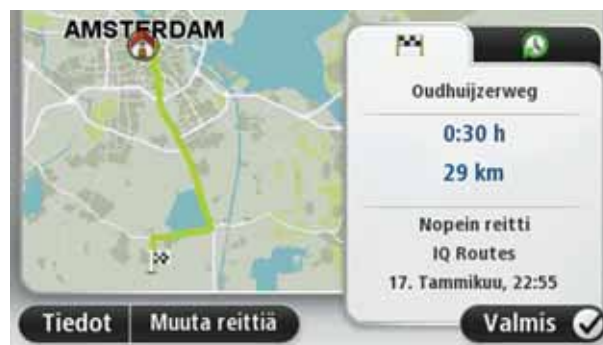 AMSTERDAM
Oudhuijzerweg
0:30 h
29 km
Nopein reitti
IQ Routes
17. Tammikuu, 22:55
Tiedot
Muuta reittiä
Valmis